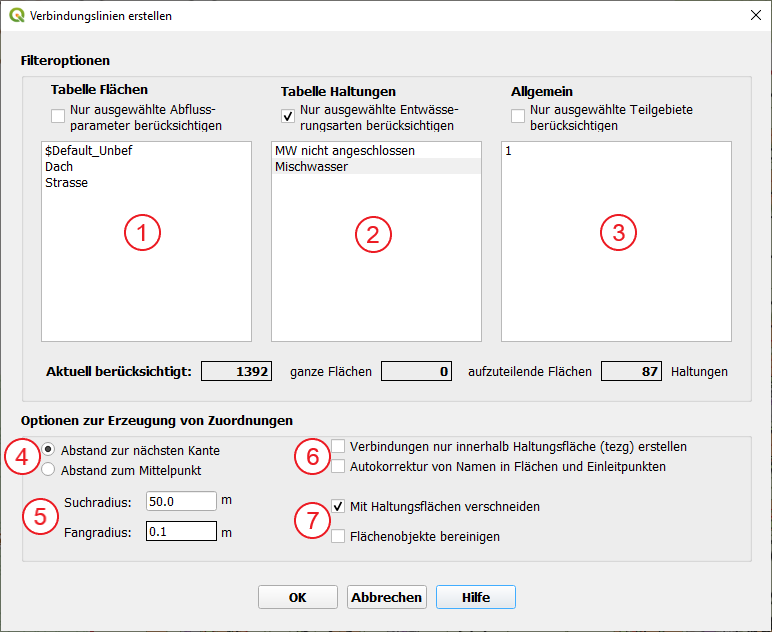 Verbindungslinien erstellen
Filteroptionen
Tabelle Flächen
Nur ausgewählte Abfluss-
parameter berücksichtigen
Tabelle Haltungen
Nur ausgewählte Entwässe-
rungsarten berücksichtigen
Allgemein
Nur ausgewählte Teilgebiete
berücksichtigen
$Default_Unbef
Dach
Strasse
1
MW nicht angeschlossen
Mischwasser
2
1
3
Aktuell berücksichtigt: 1392 ganze Flächen 0 aufzuteilende Flächen 87 Haltungen
Optionen zur Erzeugung von Zuordnungen
4
Abstand zur nächsten Kante
Abstand zum Mittelpunkt
5
Suchradius: 50.0 m
Fangradius: 0.1 m
6
Verbindungen nur innerhalb Haltungsfläche (tezg) erstellen
Autokorrektur von Namen in Flächen und Einleitpunkten
7
Mit Haltungsflächen verschneiden
Flächenobjekte bereinigen
OK Abbrechen Hilfe